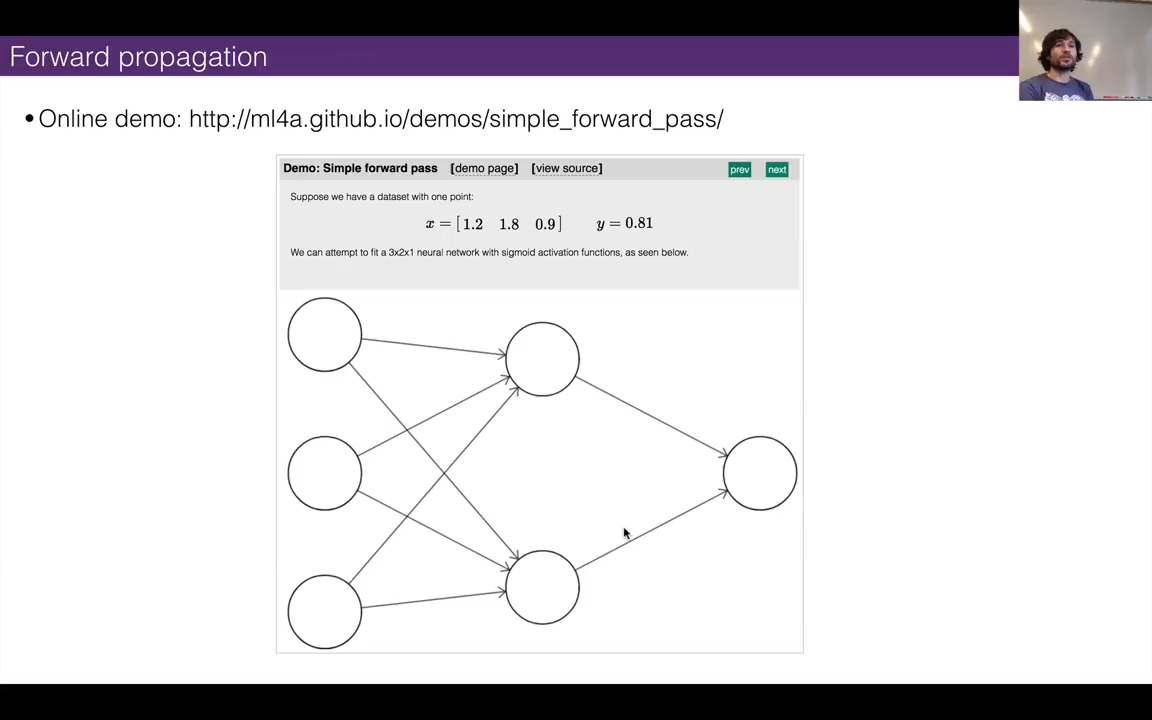 Forward propagation
•Online demo: http://ml4a.github.io/demos/simple_forward_pass/
Demo: Simple forward pass [demo page] [view source] prev next
Suppose we have a dataset with one point:
x = [ 1.2 1.8 0.9 ] y = 0.81
We can attempt to fit a 3x2x1 neural network with sigmoid activation functions, as seen below.